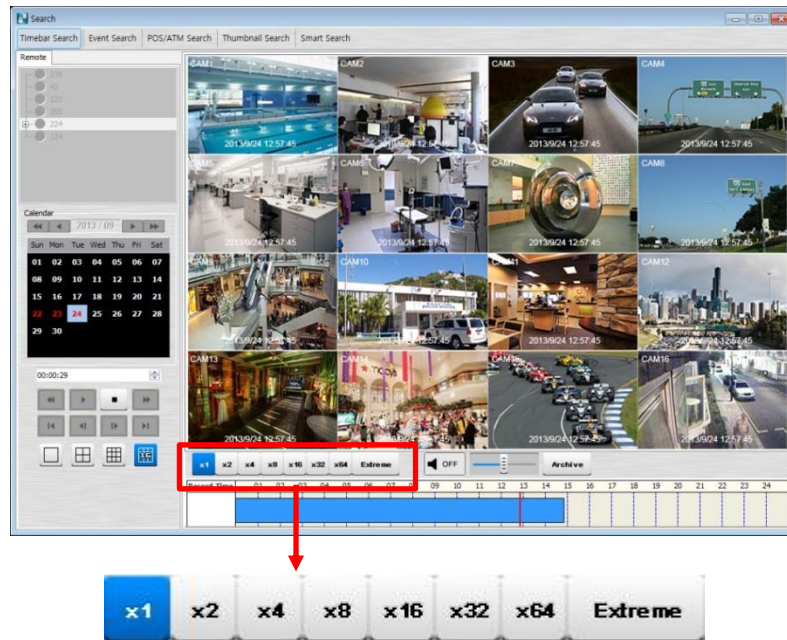 Search
Timebar Search Event Search POS/ATM Search Thumbnail Search Smart Search
Remote
224
Calendar
2013 / 09
Sun Mon Tue Wed Thu Fri Sat
01 02 03 04 05 06 07
08 09 10 11 12 13 14
15 16 17 18 19 20 21
22 23 24 25 26 27 28
29 30
00:00:29
CAM1 CAM2 CAM3 CAM4
2013/9/24 12:57:45 2013/9/24 12:57:45 2013/9/24 12:57:45 2013/9/24 12:57:45
CAM5 CAM6 CAM7 CAM8
2013/9/24 12:57:45 2013/9/24 12:57:45 2013/9/24 12:57:45 2013/9/24 12:57:45
CAM9 CAM10 CAM11 CAM12
2013/9/24 12:57:45 2013/9/24 12:57:45 2013/9/24 12:57:45 2013/9/24 12:57:45
CAM13 CAM14 CAM15 CAM16
macys
2013/9/24 12:57:45 2013/9/24 12:57:45 2013/9/24 12:57:45 2013/9/24 12:57:45
x1 x2 x4 x8 x16 x32 x64 Extreme OFF Archive
Record Time 01 02 03 04 05 06 07 08 09 10 11 12 13 14 15 16 17 18 19 20 21 22 23 24
x1 x2 x4 x8 x16 x32 x64 Extreme